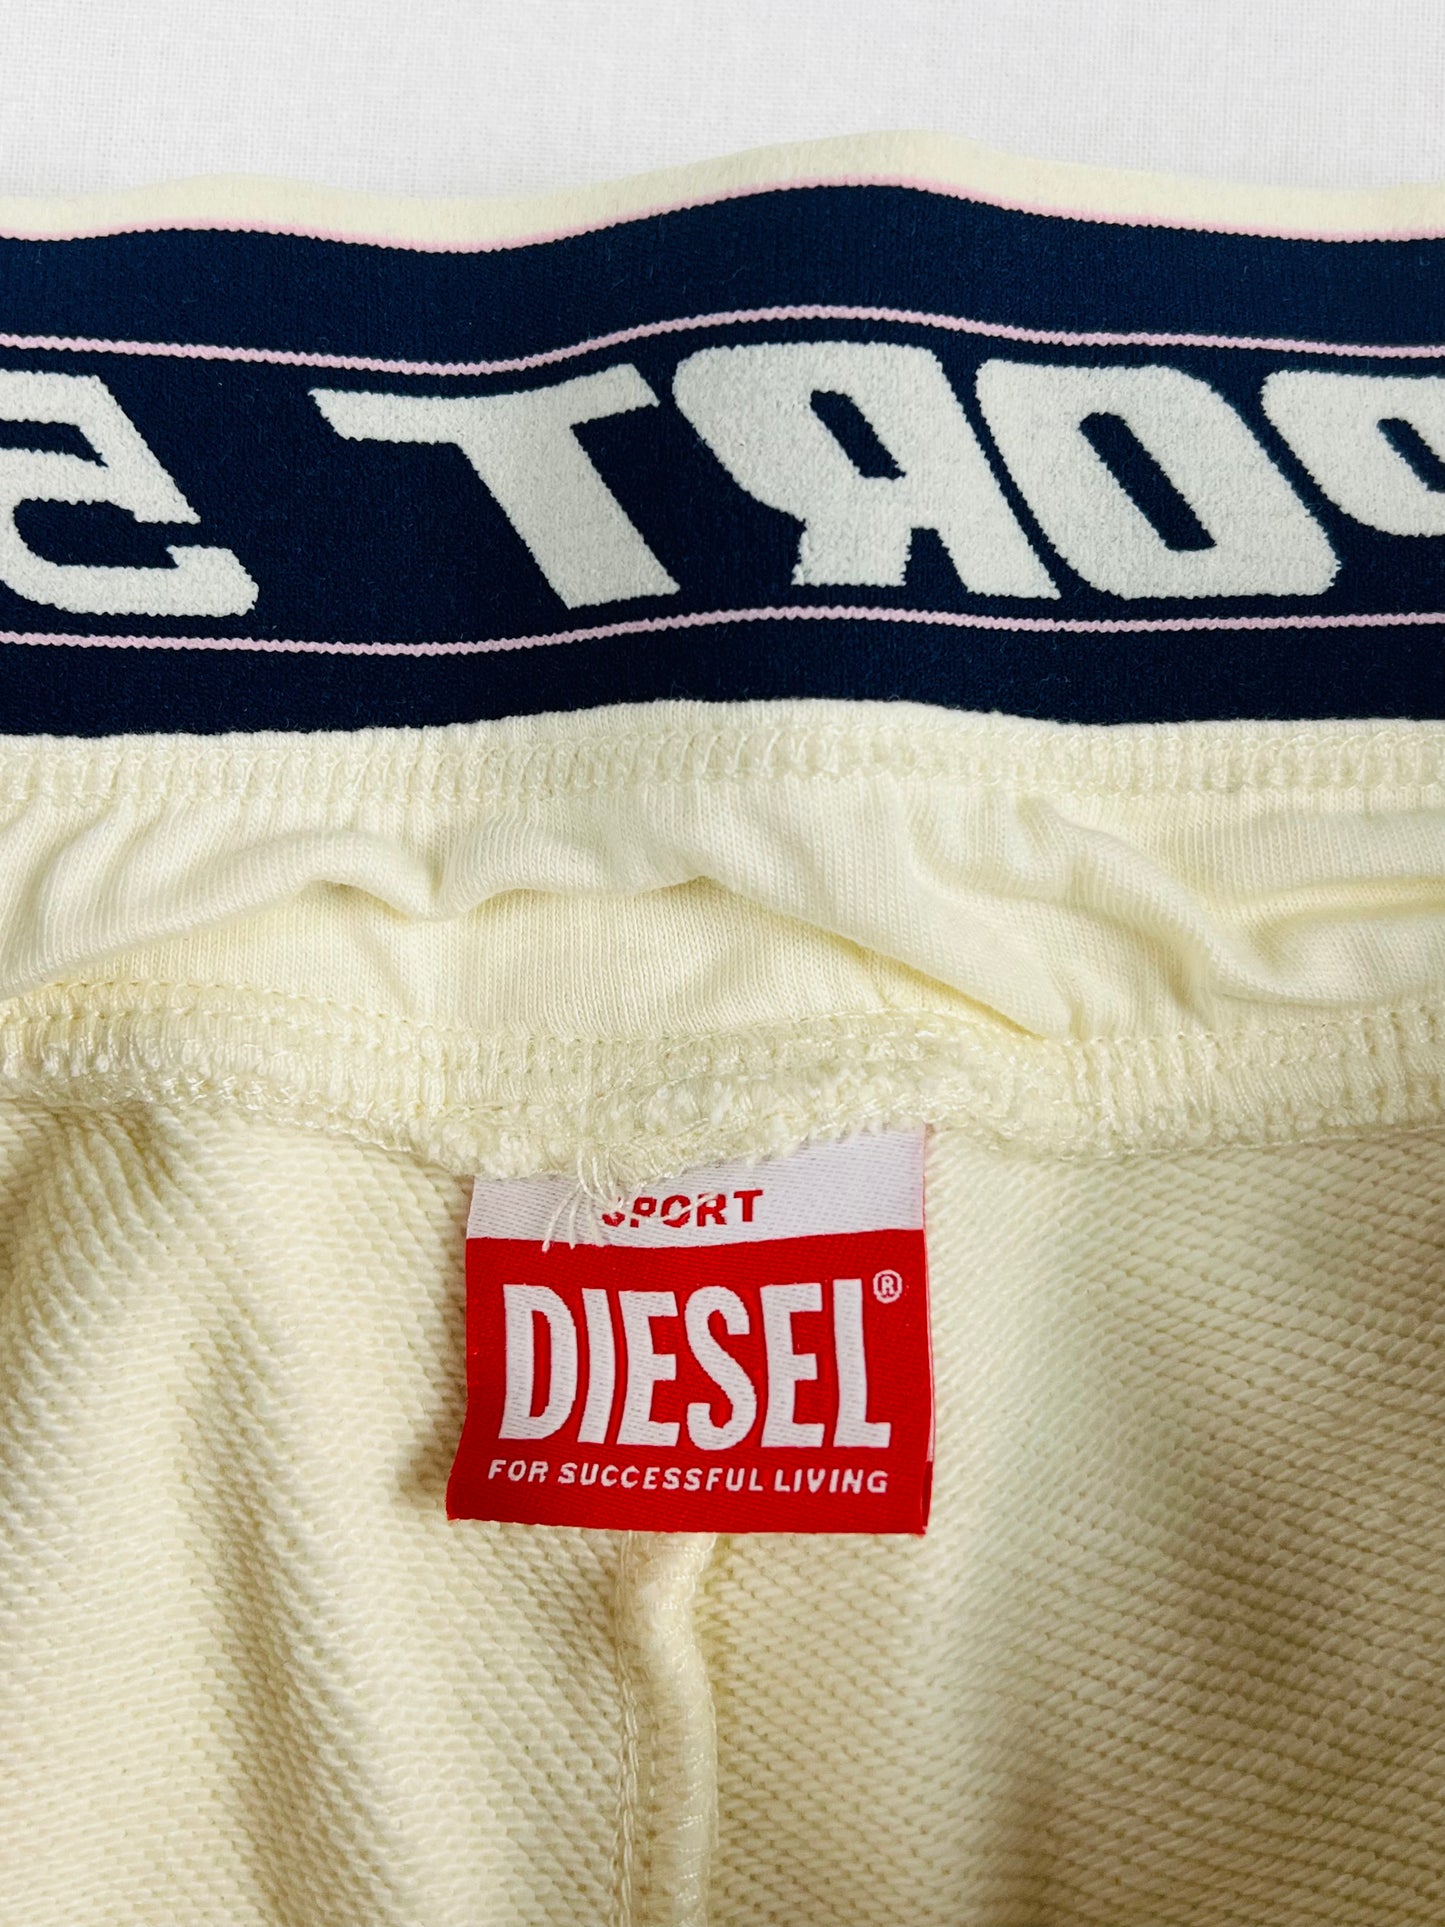 PORT S
SPORT
DIESEL®
FOR SUCCESSFUL LIVING